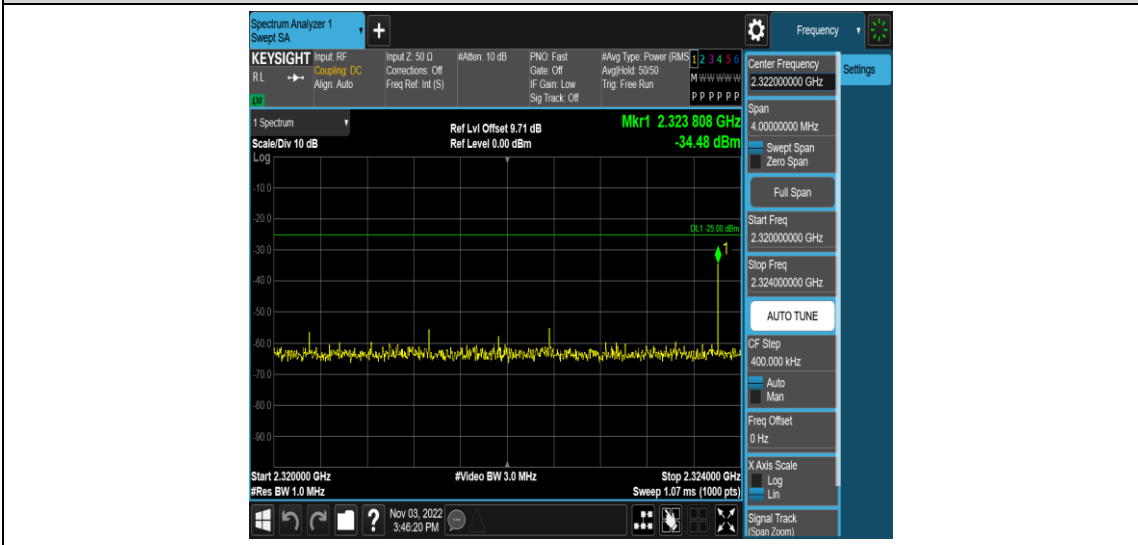 Spectrum Analyzer 1
Swept SA
+
Frequency
KEYSIGHT
RL
LXI
Input: RF
Coupling: DC
Align: Auto
Input Z: 50 Ω
Corrections: Off
Freq Ref: Int (S)
#Atten: 10 dB
PNO: Fast
Gate: Off
IF Gain: Low
Sig Track: Off
#Avg Type: Power (RMS
Avg|Hold: 50/50
Trig: Free Run
1 2 3 4 5 6
M W W W W W
P P P P P P
1 Spectrum
Scale/Div 10 dB
Log
Ref Lvl Offset 9.71 dB
Ref Level 0.00 dBm
Mkr1 2.323 808 GHz
-34.48 dBm
-10.0
-20.0
DL1 -25.00 dBm
1
-30.0
-40.0
-50.0
-60.0
-70.0
-80.0
-90.0
Start 2.320000 GHz
#Res BW 1.0 MHz
#Video BW 3.0 MHz
Stop 2.324000 GHz
Sweep 1.07 ms (1000 pts)
?
Nov 03, 2022
3:46:20 PM
Center Frequency
2.322000000 GHz
Settings
Span
4.00000000 MHz
Swept Span
Zero Span
Full Span
Start Freq
2.320000000 GHz
Stop Freq
2.324000000 GHz
AUTO TUNE
CF Step
400.000 kHz
Auto
Man
Freq Offset
0 Hz
X Axis Scale
Log
Lin
Signal Track
(Span Zoom)